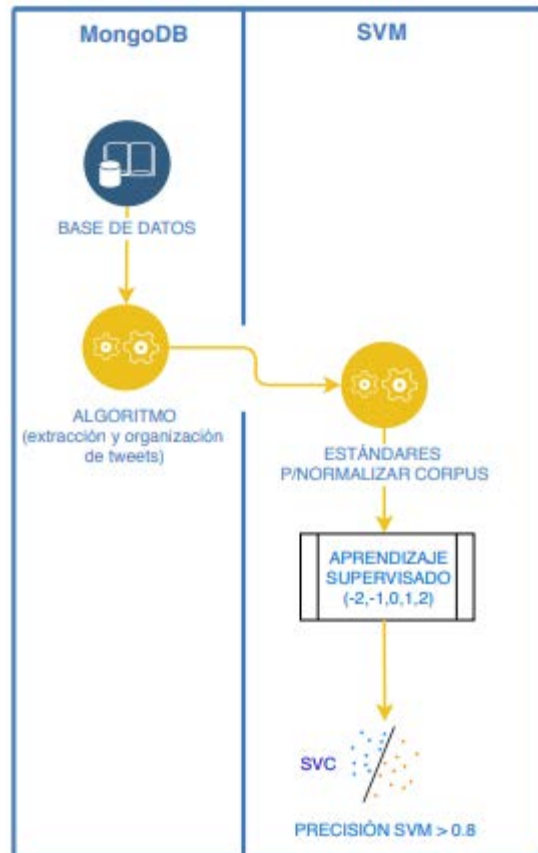 MongoDB
SVM
BASE DE DATOS
ALGORITMO
(extracción y organización
de tweets)
ESTÁNDARES
P/NORMALIZAR CORPUS
APRENDIZAJE
SUPERVISADO
(-2,-1,0,1,2)
SVC
PRECISIÓN SVM > 0.8